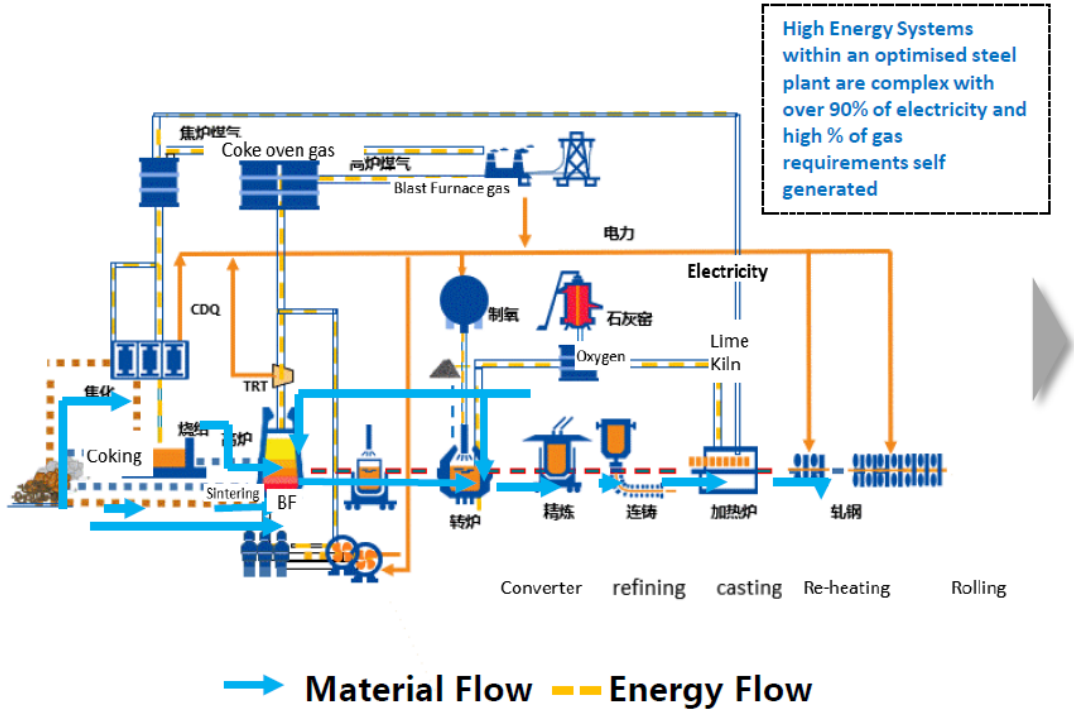 High Energy Systems
within an optimised steel
plant are complex with
over 90% of electricity and
high % of gas
requirements self
generated
焦炉煤气
Coke oven gas
高炉煤气
Blast Furnace gas
电力
Electricity
CDQ
制氧
石灰窑
Oxygen
Lime
Kiln
TRT
焦化
烧结
高炉
Coking
Sintering
BF
转炉
精炼
连铸
加热炉
轧钢
Converter
refining
casting
Re-heating
Rolling
Material Flow
Energy Flow